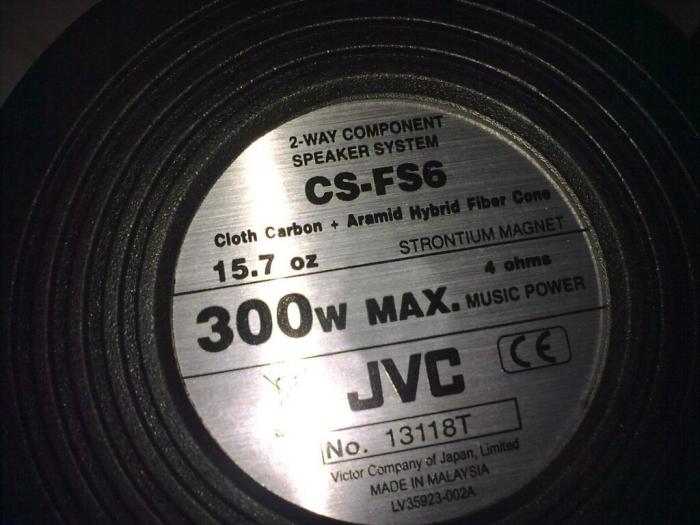 2-WAY COMPONENT
SPEAKER SYSTEM
CS-FS6
Cloth Carbon + Aramid Hybrid Fiber Cone
15.7 oz STRONTIUM MAGNET
4 ohms
300W MAX. MUSIC POWER
JVC CE
No. 13118T
Victor Company of Japan, Limited
MADE IN MALAYSIA
LV35923-002A